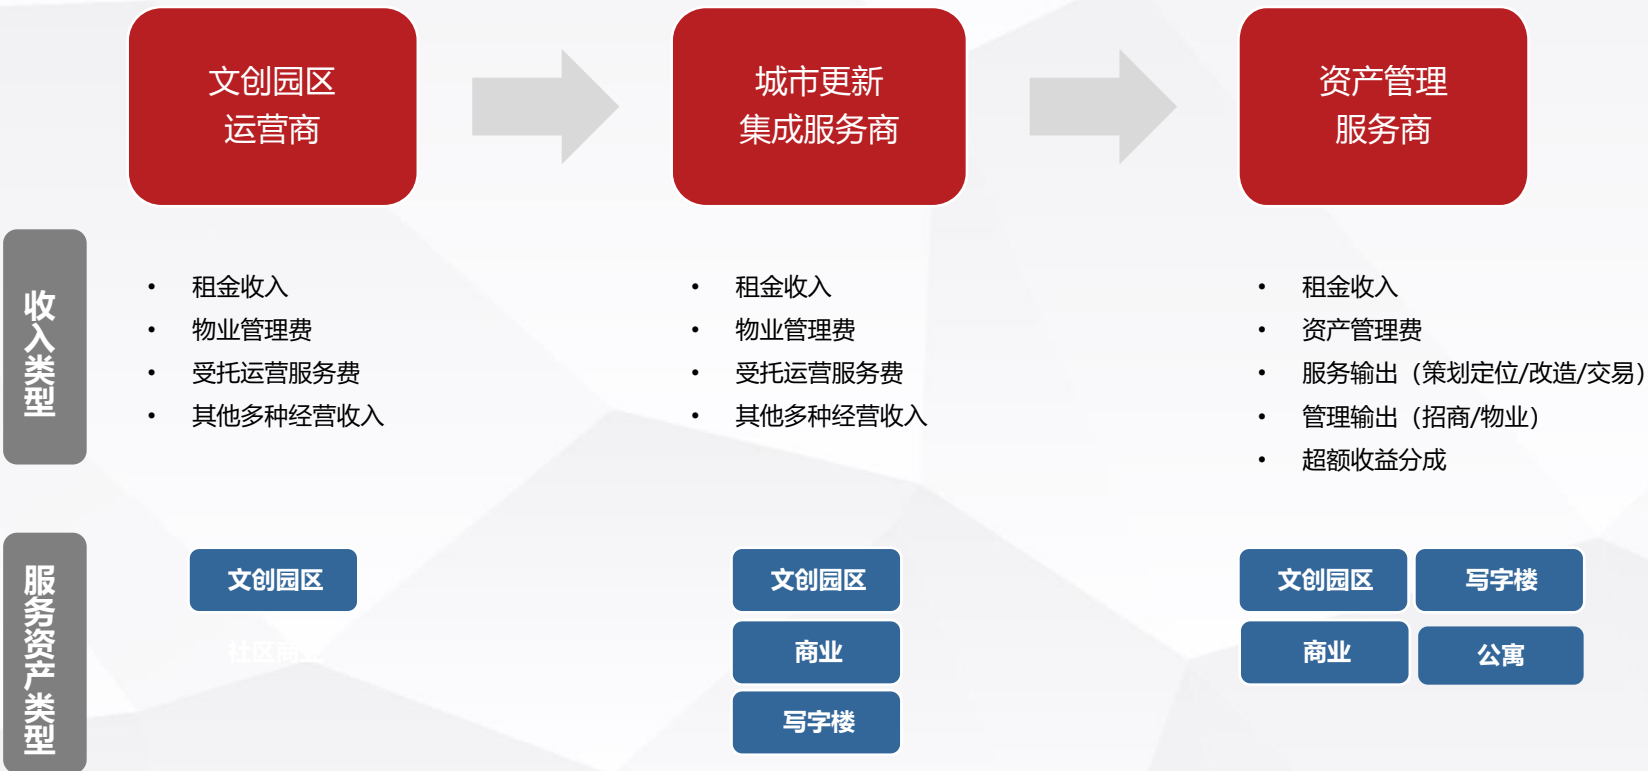 文创园区
运营商
城市更新
集成服务商
资产管理
服务商
收入类型
• 租金收入
• 物业管理费
• 受托运营服务费
• 其他多种经营收入
• 租金收入
• 物业管理费
• 受托运营服务费
• 其他多种经营收入
• 租金收入
• 资产管理费
• 服务输出（策划定位/改造/交易）
• 管理输出（招商/物业）
• 超额收益分成
服务资产类型
文创园区
社区商业
文创园区
商业
写字楼
文创园区
写字楼
商业
公寓